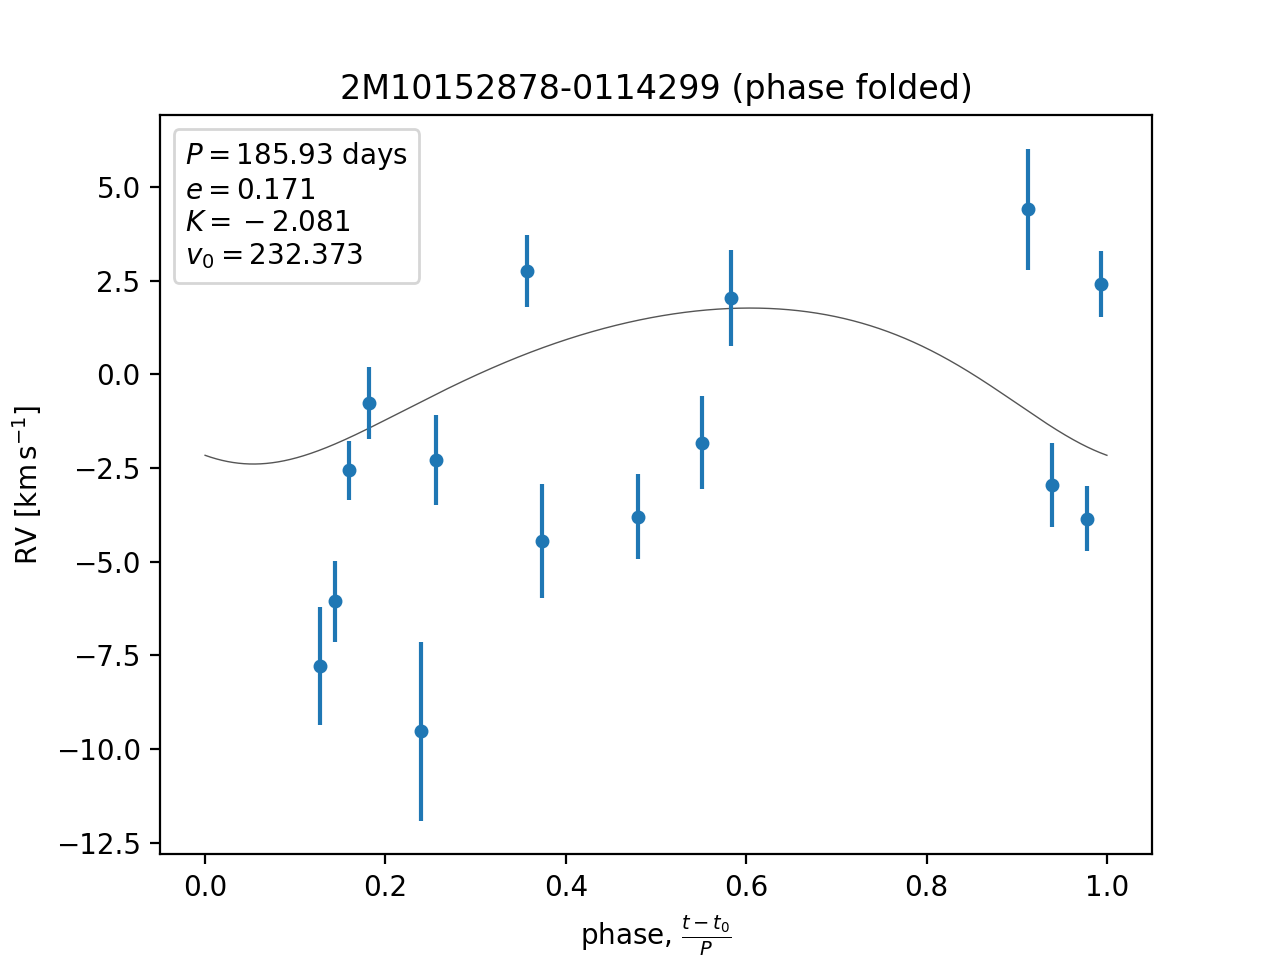 2M10152878-0114299 (phase folded)
P = 185.93 days
e = 0.171
K = −2.081
v₀ = 232.373
5.0
2.5
0.0
−2.5
−5.0
−7.5
−10.0
−12.5
RV [km s⁻¹]
0.0 0.2 0.4 0.6 0.8 1.0
phase, (t − t₀)/P